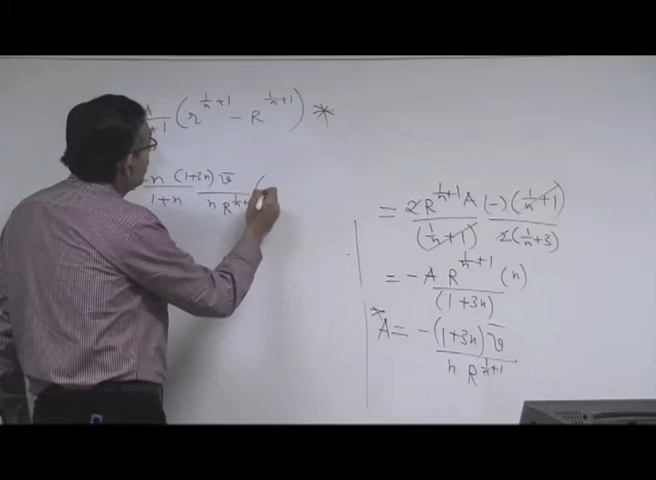 (r^{1/n+1} - R^{1/n+1}) *
n (1+3n) v̅ / 1+n n R^{1/n+1} (
= 2R^{1/n+1} A (-)(1/n+1) / (1/n+1) 2(1/n+3)
= -A R^{1/n+1} (n) / (1+3n)
*A = -(1+3n) v̅ / n R^{1/n+1}